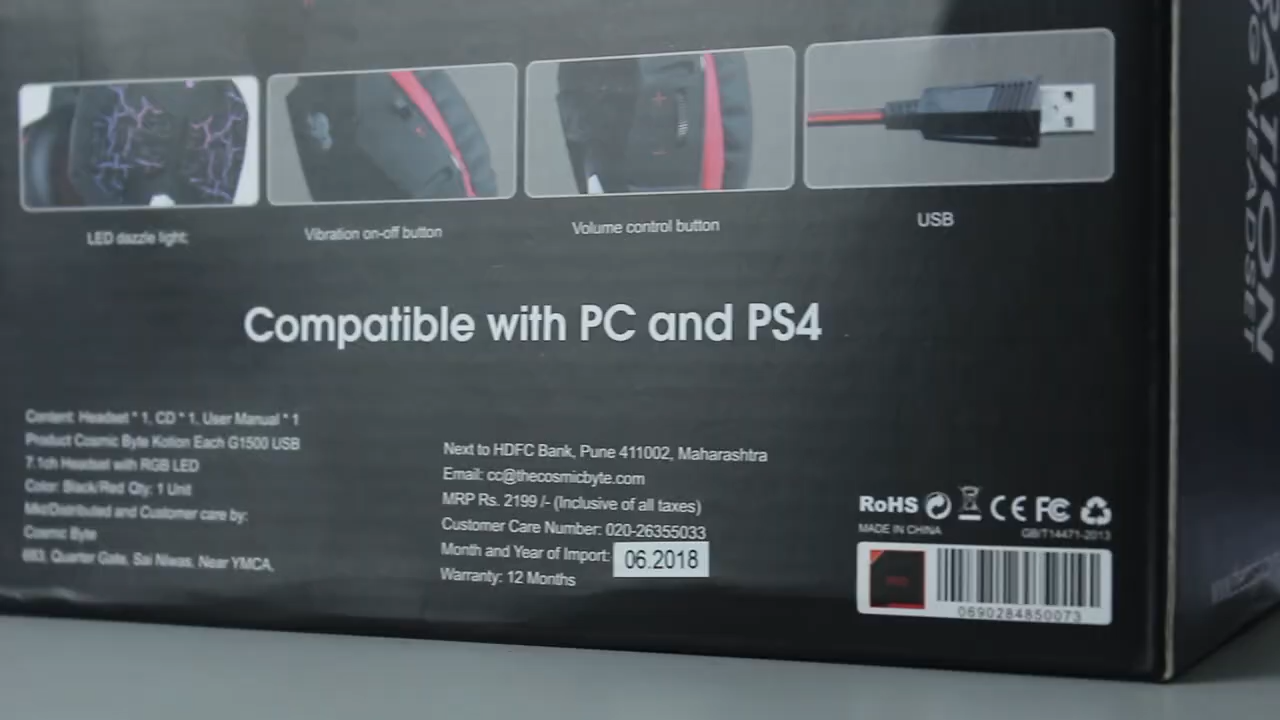 LED dazzle light;
Vibration on-off button
Volume control button
USB
Compatible with PC and PS4
Content: Headset * 1, CD * 1, User Manual * 1
Product Cosmic Byte Kotion Each G1500 USB
7.1ch Headset with RGB LED
Color: Black/Red Qty: 1 Unit
Mkt/Distributed and Customer care by:
Cosmic Byte
693, Quarter Gate, Sai Niwas, Near YMCA,
Next to HDFC Bank, Pune 411002, Maharashtra
Email: cc@thecosmicbyte.com
MRP Rs. 2199 /- (Inclusive of all taxes)
Customer Care Number: 020-26355033
Month and Year of Import: 06.2018
Warranty: 12 Months
RoHS CE FC
MADE IN CHINA GB/T14471-2013
0690284850073
HEADSET